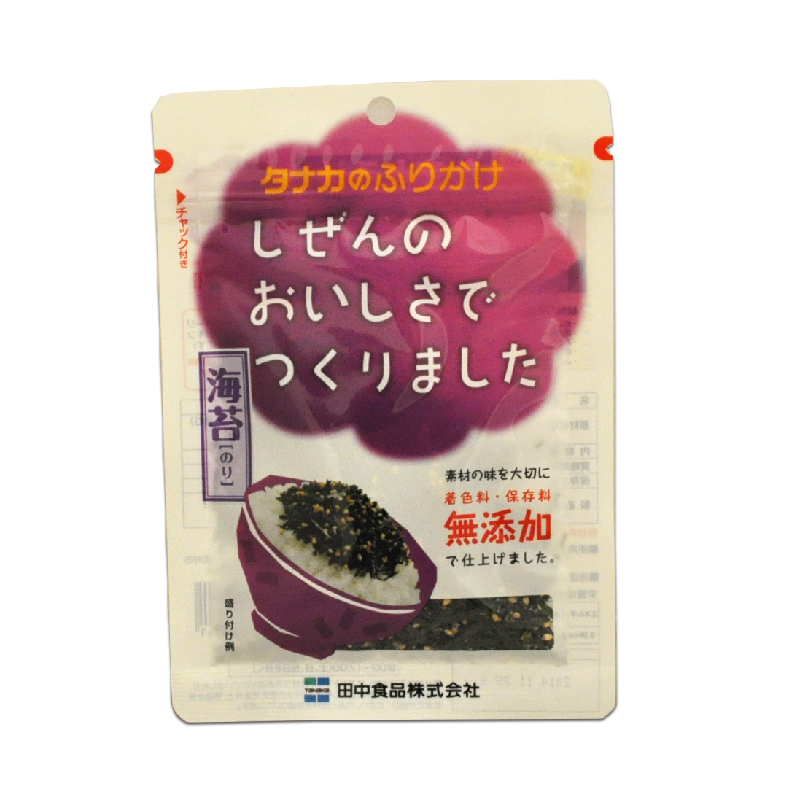 タナカのふりかけ
しぜんの
おいしさで
つくりました
チャック付き
海苔[のり]
素材の味を大切に
着色料・保存料
無添加
で仕上げました。
盛り付け例
TANAKA
田中食品株式会社